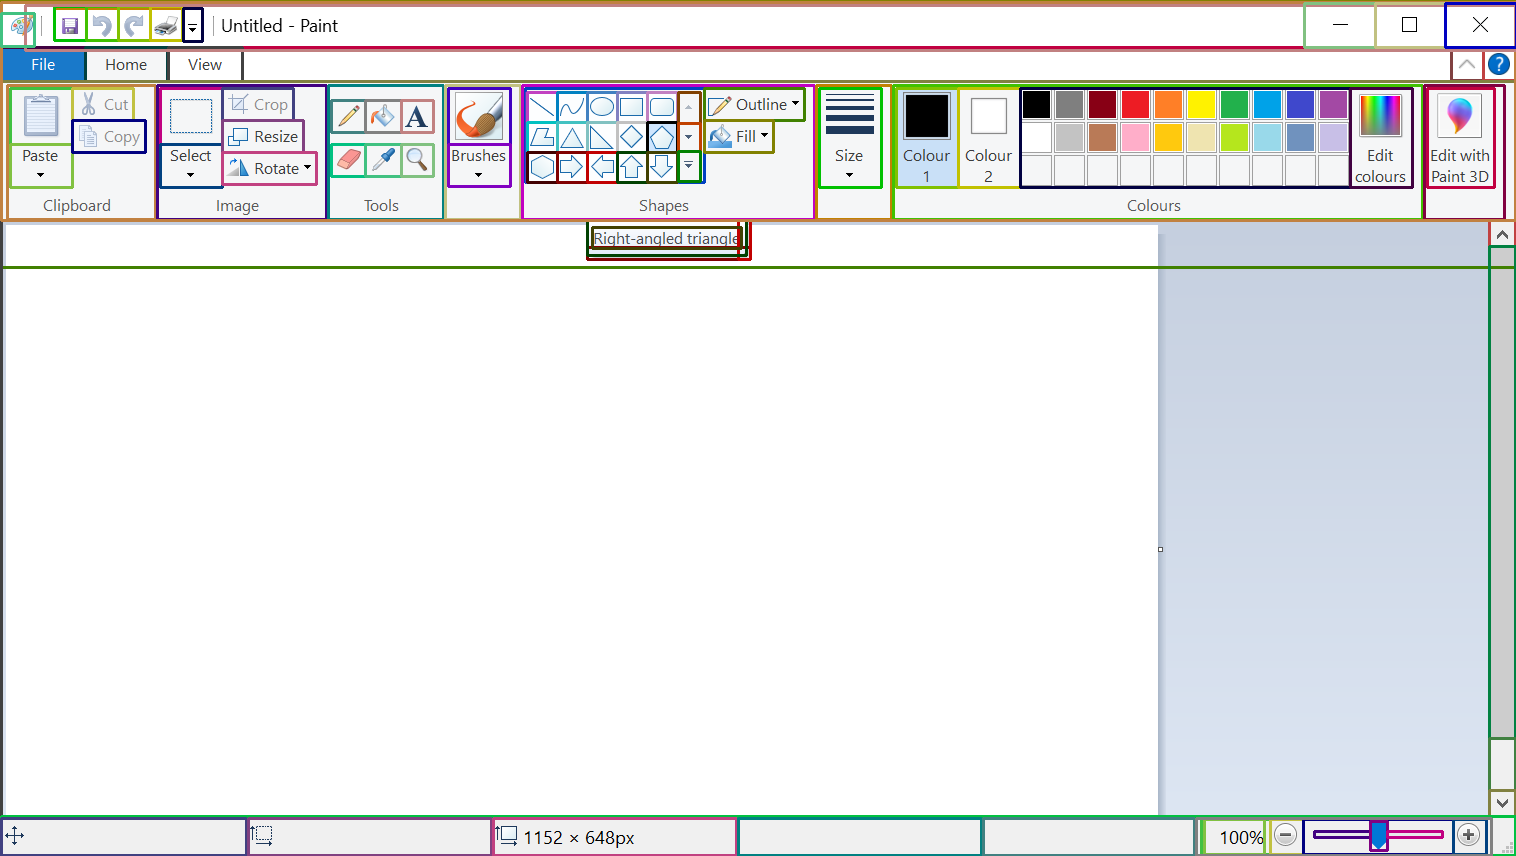 Untitled - Paint
File
Home
View
Paste
Cut
Copy
Clipboard
Select
Crop
Resize
Rotate
Image
A
Tools
Brushes
Outline
Fill
Shapes
Size
Colour
1
Colour
2
Edit
colours
Colours
Edit with
Paint 3D
Right-angled triangle
1152 × 648px
100%